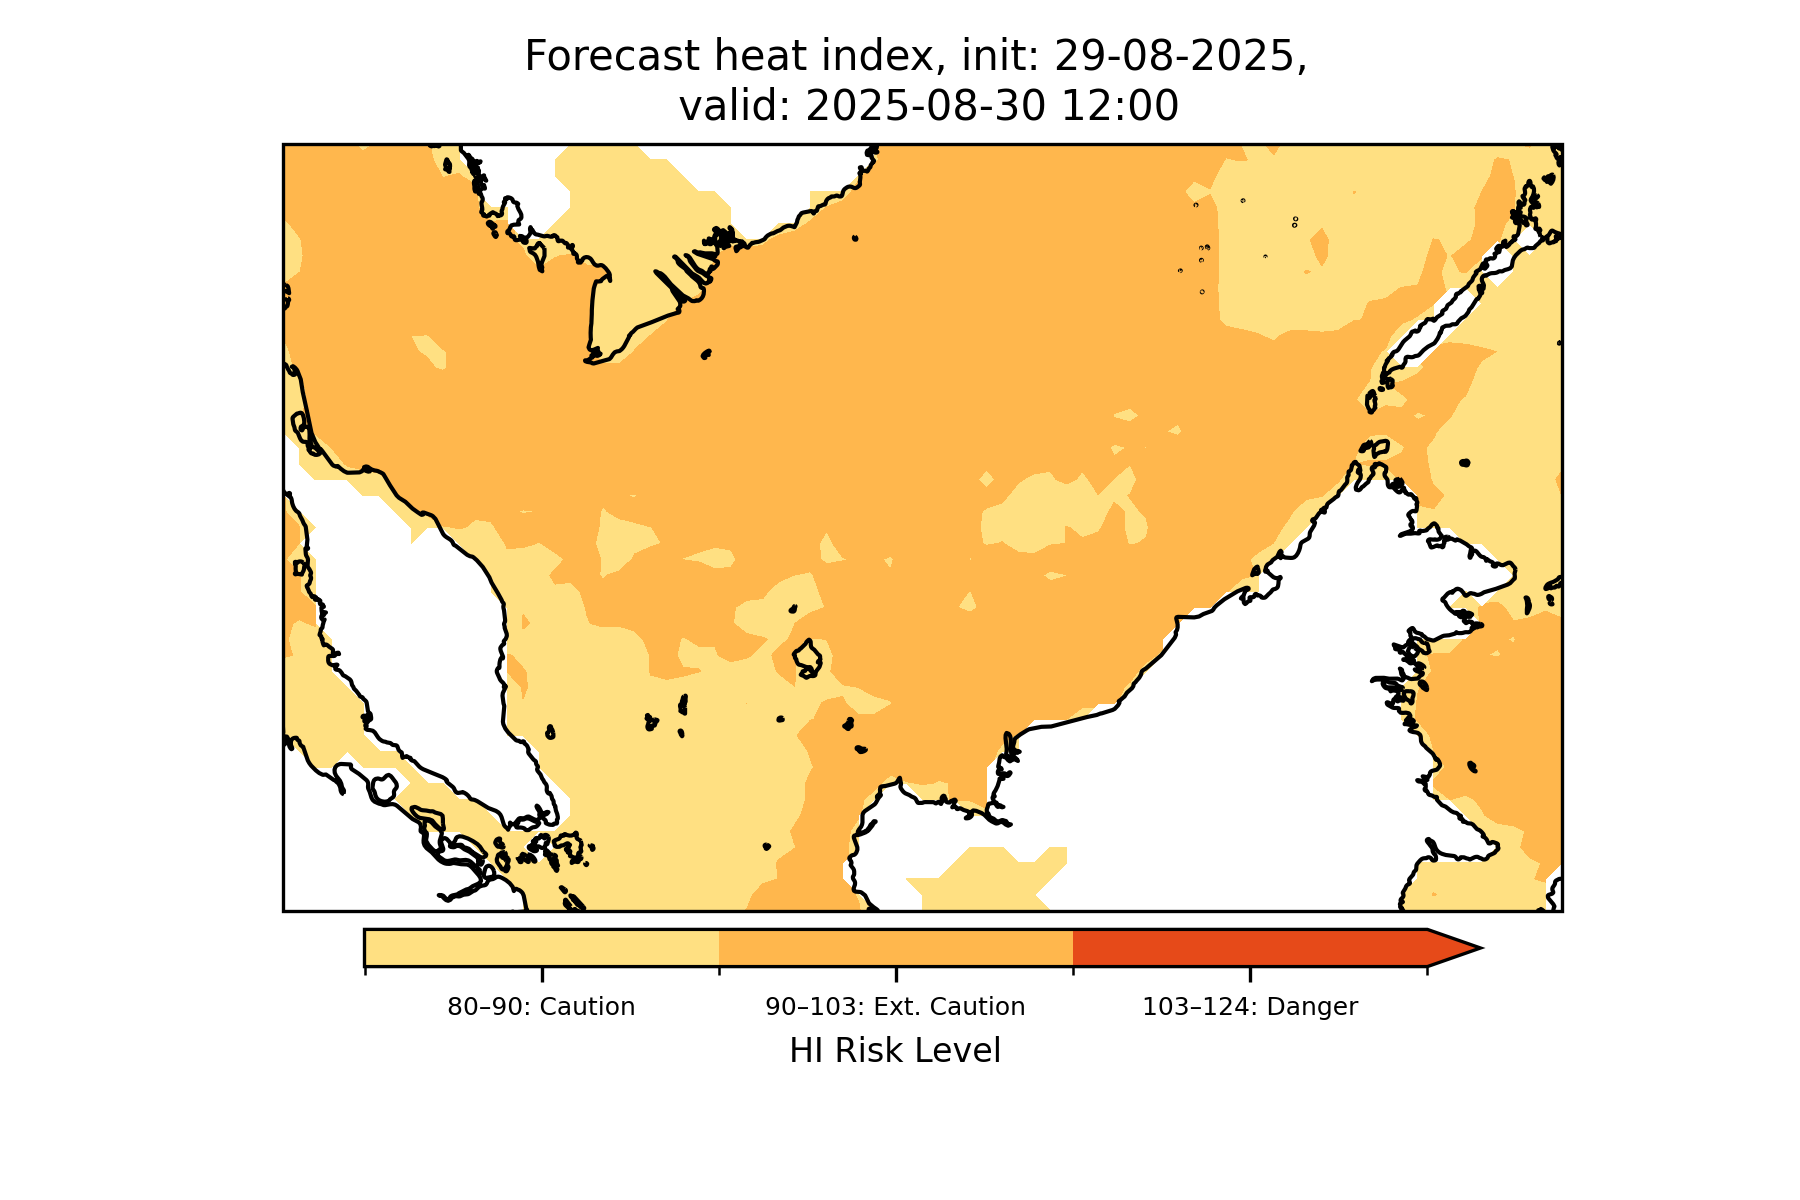 Forecast heat index, init: 29-08-2025,
valid: 2025-08-30 12:00
80–90: Caution
90–103: Ext. Caution
103–124: Danger
HI Risk Level